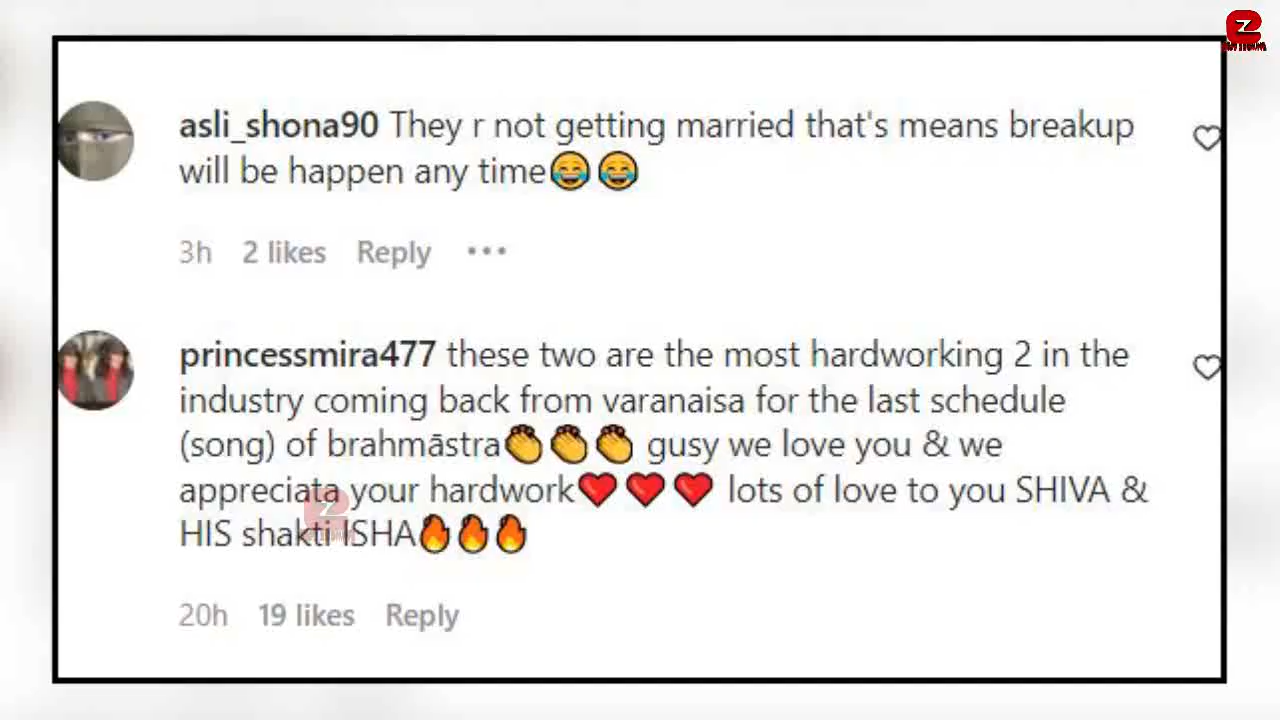 asli_shona90 They r not getting married that's means breakup
will be happen any time😂😂
3h 2 likes Reply •••
princessmira477 these two are the most hardworking 2 in the
industry coming back from varanaisa for the last schedule
(song) of brahmāstra👏👏👏 gusy we love you & we
appreciata your hardwork❤️❤️❤️ lots of love to you SHIVA &
HIS shakti ISHA🔥🔥🔥
20h 19 likes Reply